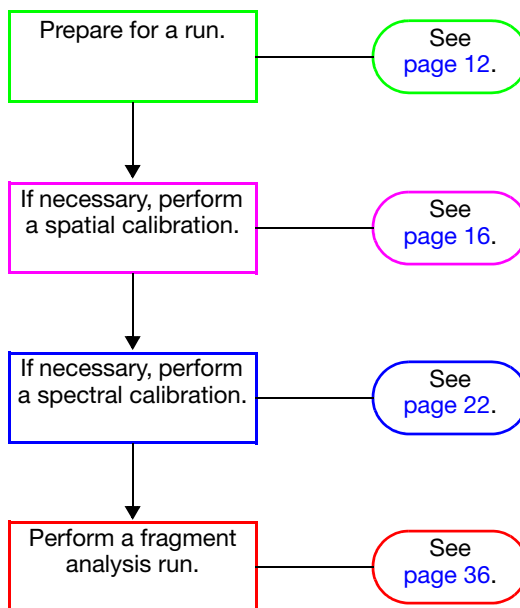 Prepare for a run.
See
page 12.
If necessary, perform
a spatial calibration.
See
page 16.
If necessary, perform
a spectral calibration.
See
page 22.
Perform a fragment
analysis run.
See
page 36.